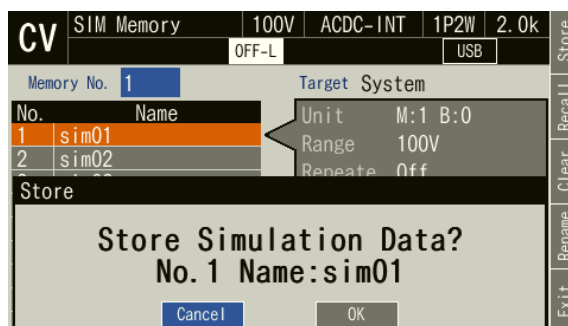 CV SIM Memory 100V ACDC-INT 1P2W 2.0k
OFF-L USB
Memory No. 1 Target System
No. Name
1 sim01
2 sim02
Unit M:1 B:0
Range 100V
Repeate Off
Store
Store Simulation Data?
No.1 Name:sim01
Cancel OK
Store
Recall
Clear
Rename
Exit